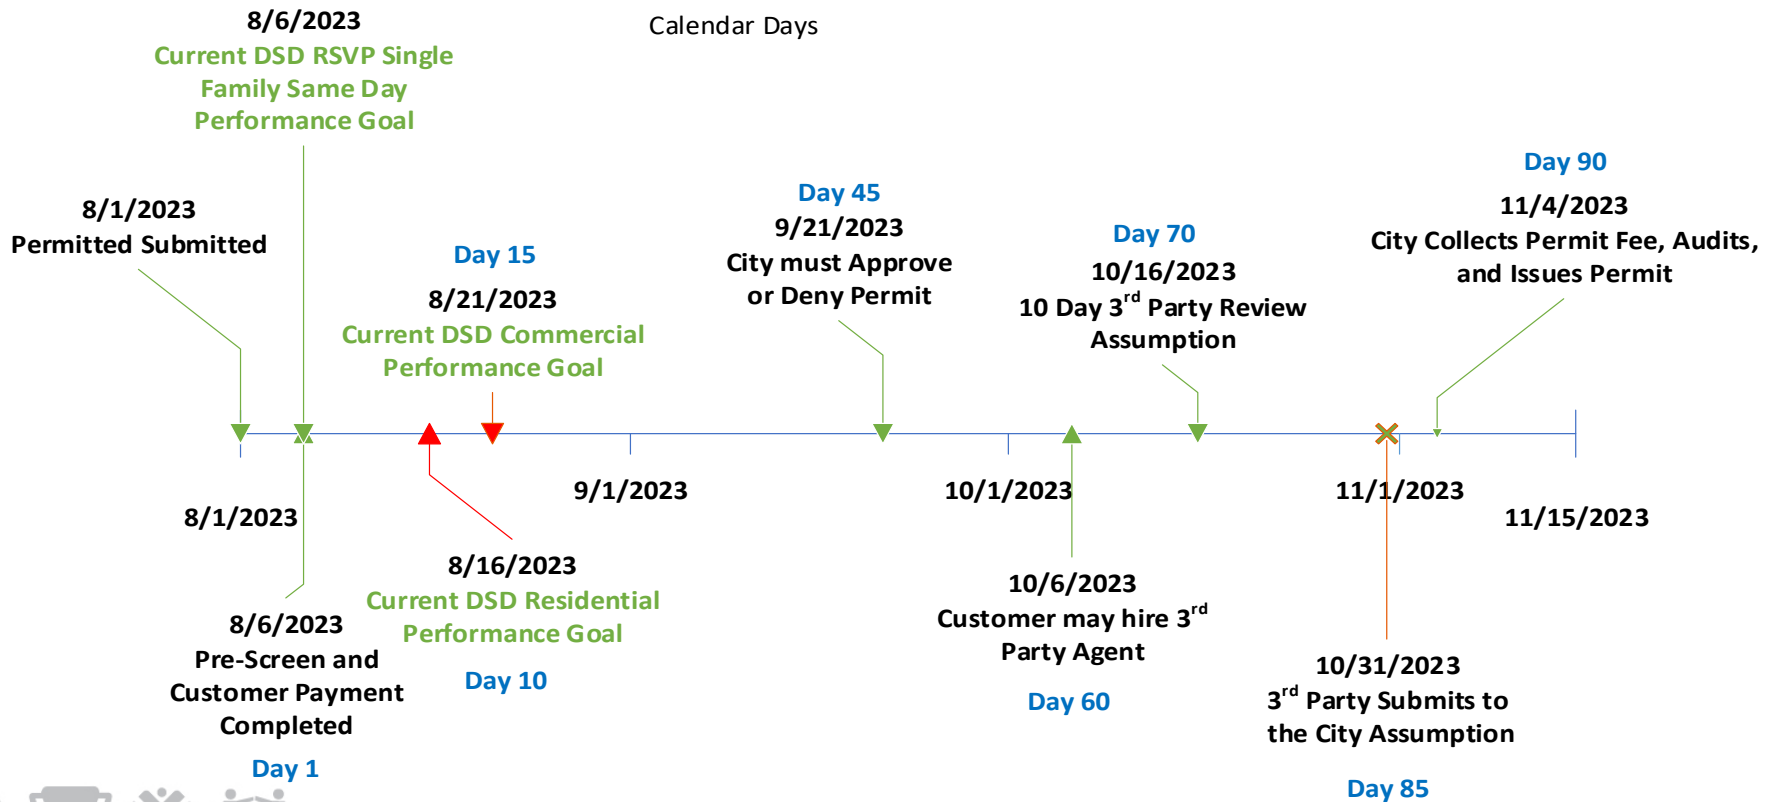 8/6/2023
Current DSD RSVP Single
Family Same Day
Performance Goal
Calendar Days
8/1/2023
Permitted Submitted
Day 15
8/21/2023
Current DSD Commercial
Performance Goal
Day 45
9/21/2023
City must Approve
or Deny Permit
Day 70
10/16/2023
10 Day 3rd Party Review
Assumption
Day 90
11/4/2023
City Collects Permit Fee, Audits,
and Issues Permit
8/1/2023
9/1/2023
10/1/2023
11/1/2023
11/15/2023
8/6/2023
Pre-Screen and
Customer Payment
Completed
Day 1
8/16/2023
Current DSD Residential
Performance Goal
Day 10
10/6/2023
Customer may hire 3rd
Party Agent
Day 60
10/31/2023
3rd Party Submits to
the City Assumption
Day 85